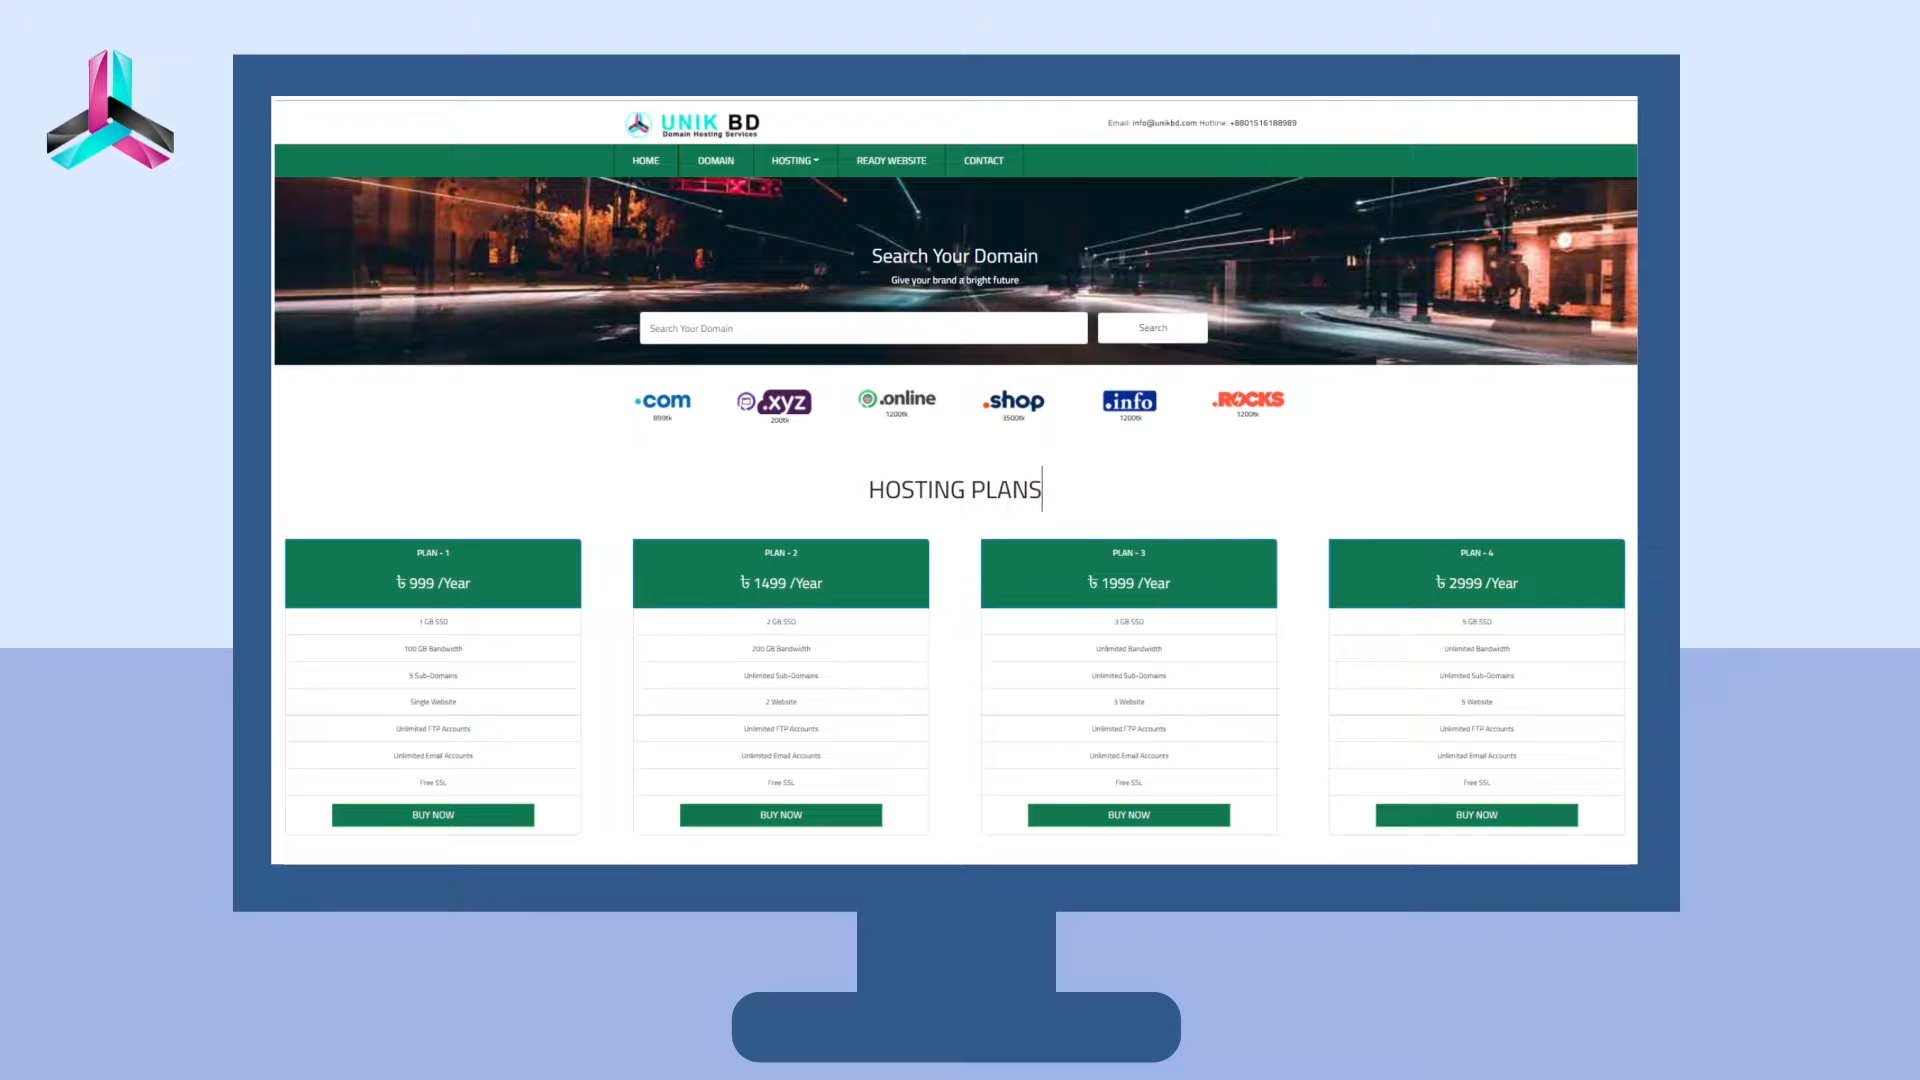 UNIK BD
Domain Hosting Services
Email: info@unikbd.com Hotline: +8801516188989
HOME DOMAIN HOSTING READY WEBSITE CONTACT
Search Your Domain
Give your brand a bright future
Search Your Domain Search
.com .xyz .online .shop .info .ROCKS
899tk 200tk 1200tk 3500tk 1200tk 1200tk
HOSTING PLANS
PLAN - 1
৳ 999 /Year
1 GB SSD
100 GB Bandwidth
5 Sub-Domains
Single Website
Unlimited FTP Accounts
Unlimited Email Accounts
Free SSL
BUY NOW
PLAN - 2
৳ 1499 /Year
2 GB SSD
200 GB Bandwidth
Unlimited Sub-Domains
2 Website
Unlimited FTP Accounts
Unlimited Email Accounts
Free SSL
BUY NOW
PLAN - 3
৳ 1999 /Year
3 GB SSD
Unlimited Bandwidth
Unlimited Sub-Domains
3 Website
Unlimited FTP Accounts
Unlimited Email Accounts
Free SSL
BUY NOW
PLAN - 4
৳ 2999 /Year
5 GB SSD
Unlimited Bandwidth
Unlimited Sub-Domains
5 Website
Unlimited FTP Accounts
Unlimited Email Accounts
Free SSL
BUY NOW